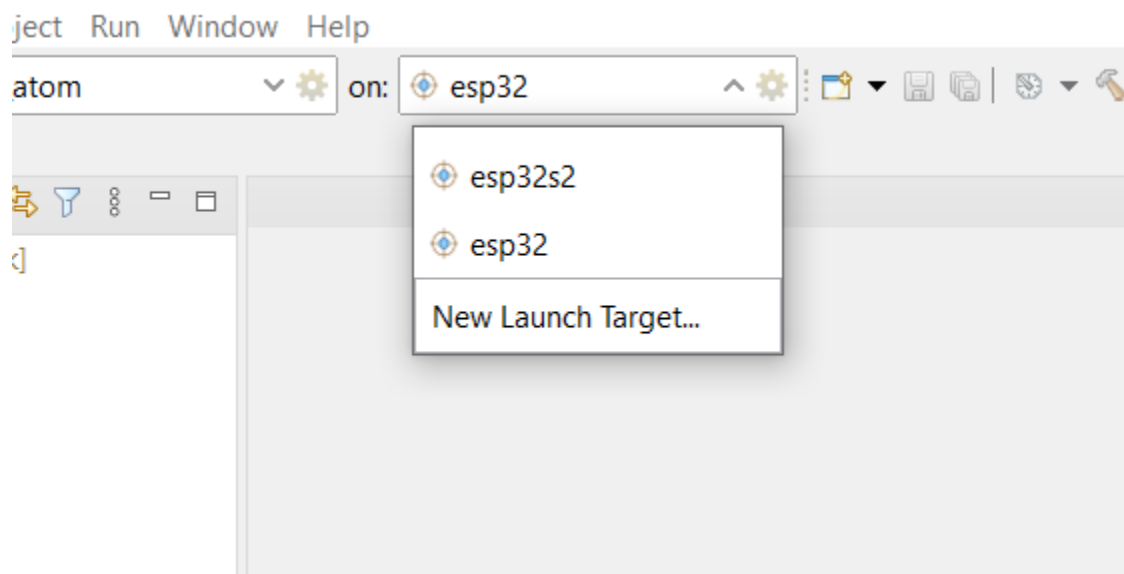 ject Run Window Help
atom on: esp32
esp32s2
esp32
]
New Launch Target...